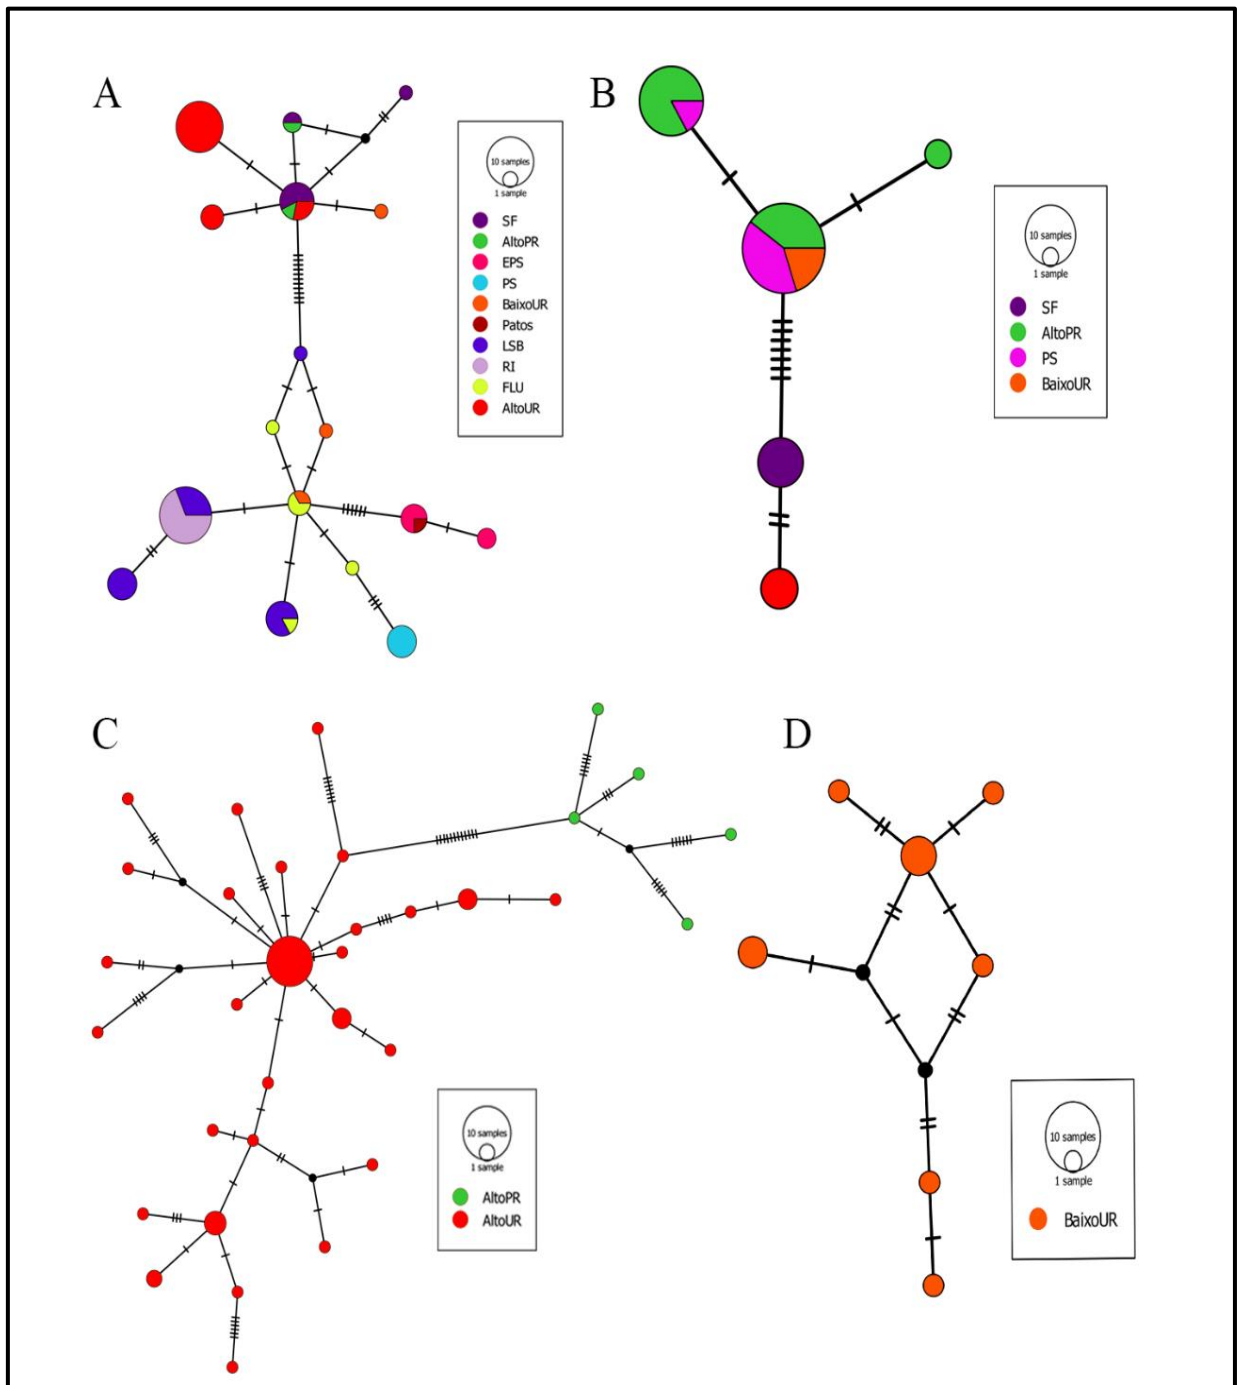 A
10 samples
1 sample
SF
AltoPR
EPS
PS
BaixoUR
Patos
LSB
RI
FLU
AltoUR
B
10 samples
1 sample
SF
AltoPR
PS
BaixoUR
C
10 samples
1 sample
AltoPR
AltoUR
D
10 samples
1 sample
BaixoUR